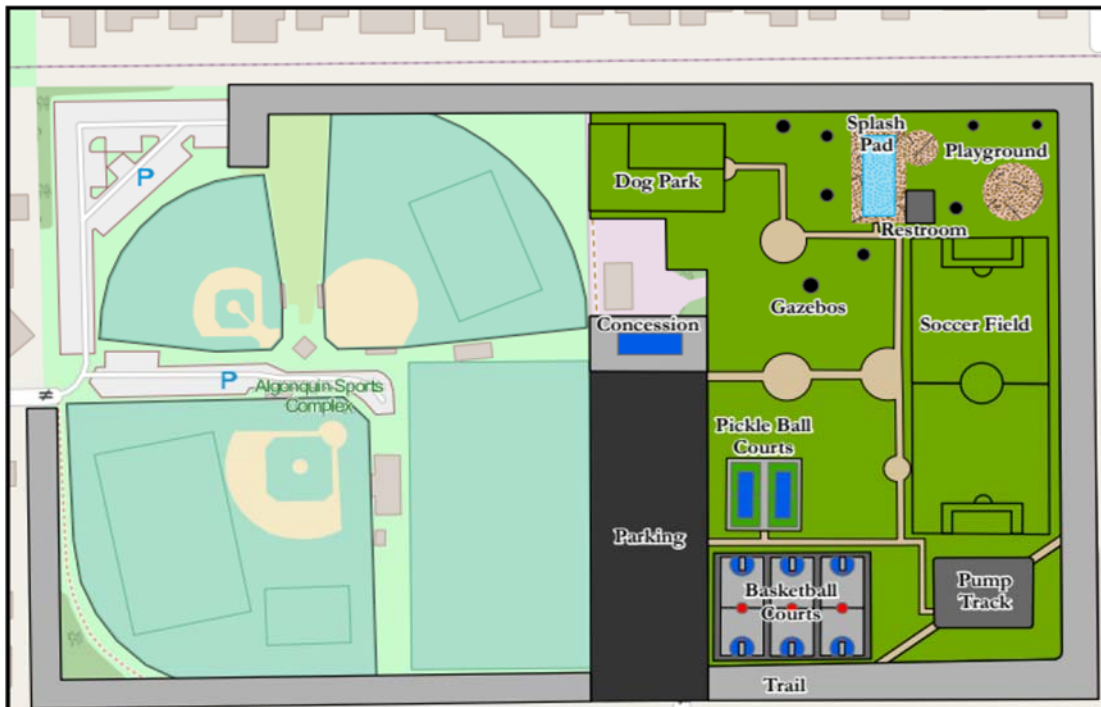 Splash
Pad
Playground
P
Dog Park
Restroom
Gazebos
Concession
Soccer Field
P
Algonquin Sports
Complex
Pickle Ball
Courts
Parking
Basketball
Courts
Pump
Track
Trail